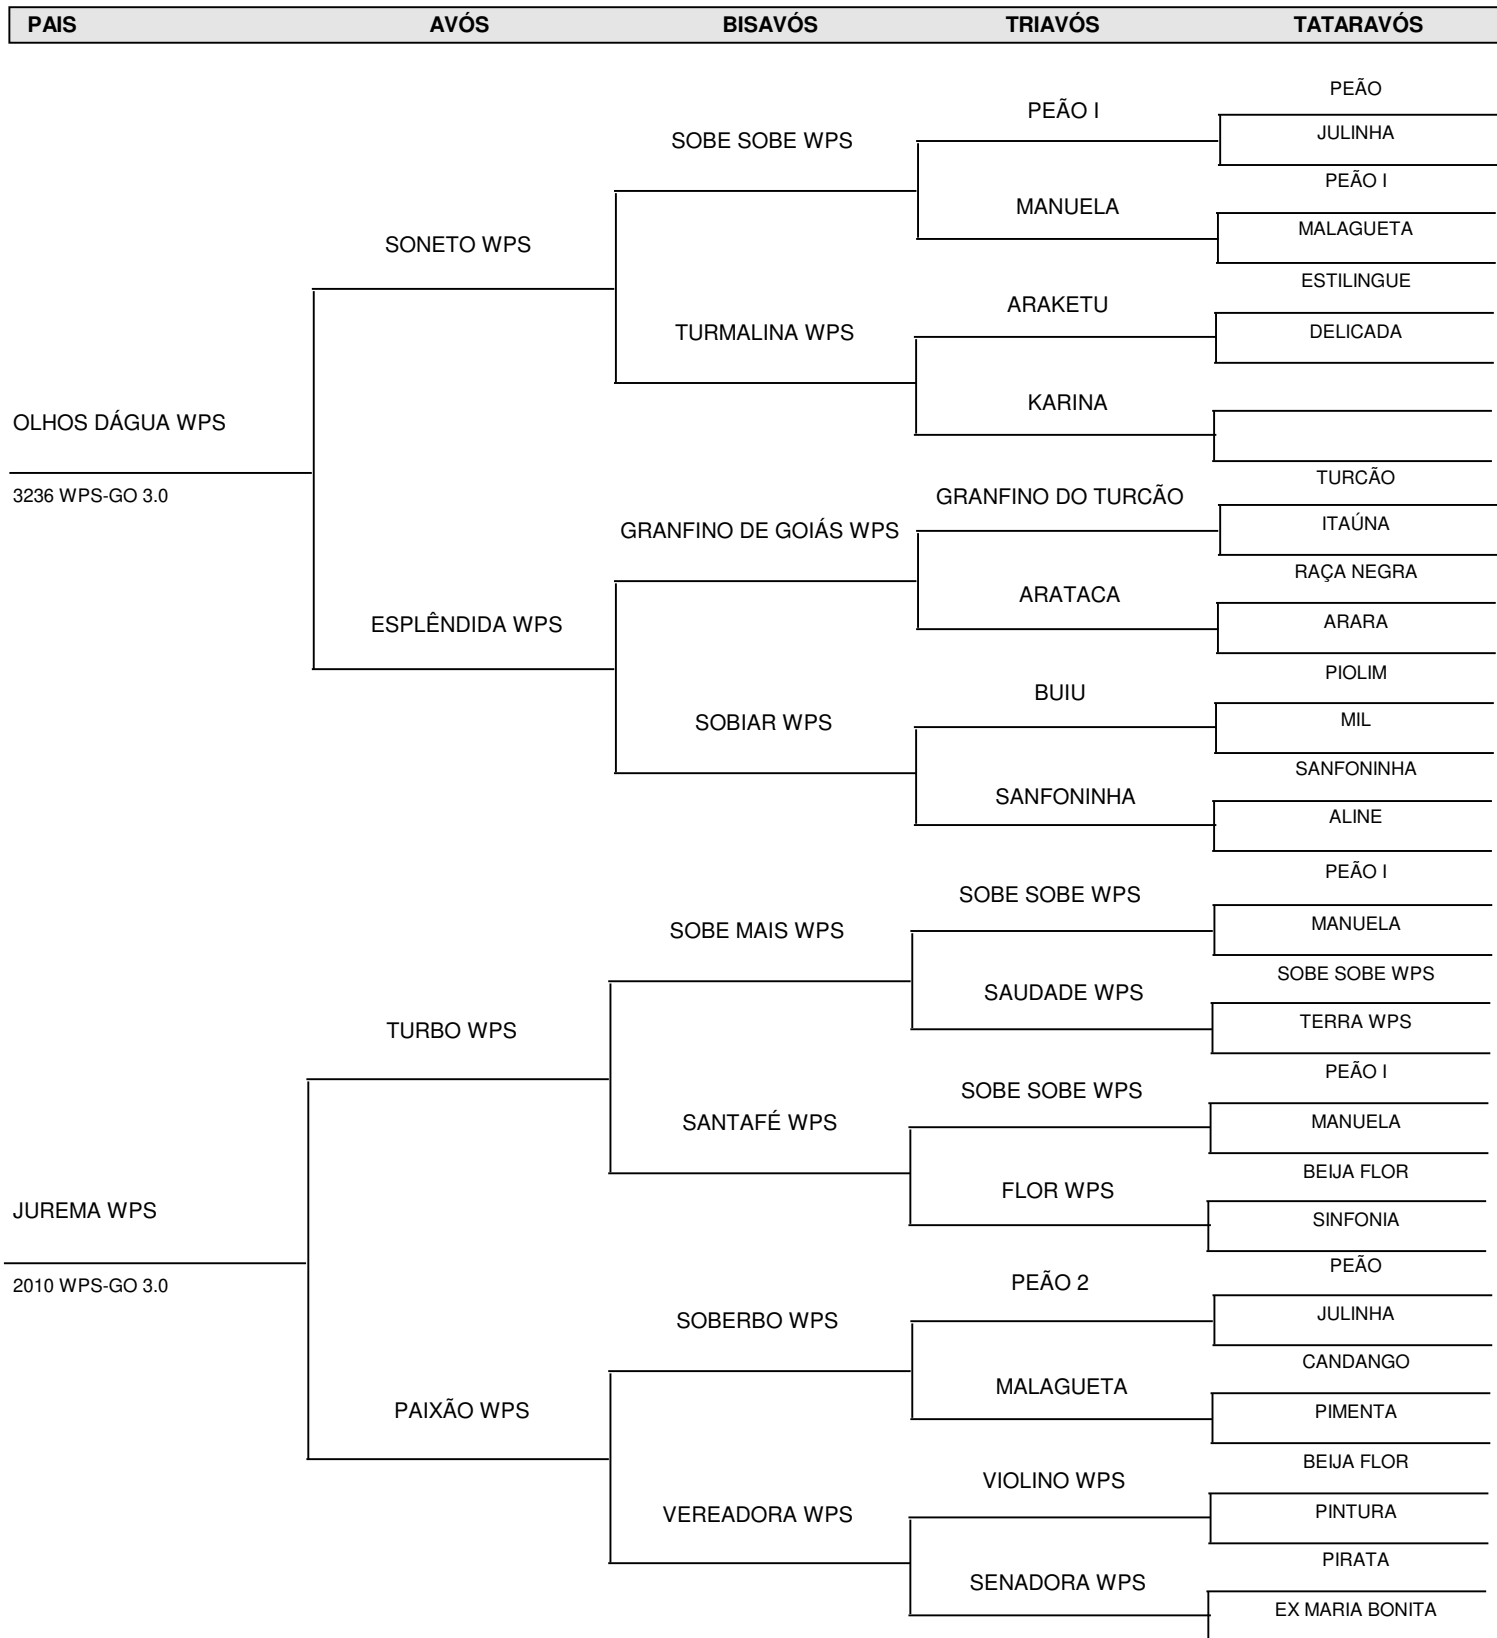 PAIS AVÓS BISAVÓS TRIAVÓS TATARAVÓS
PEÃO
PEÃO I
JULINHA
SOBE SOBE WPS
PEÃO I
MANUELA
MALAGUETA
SONETO WPS
ESTILINGUE
ARAKETU
TURMALINA WPS
DELICADA
KARINA
OLHOS DÁGUA WPS
TURCÃO
3236 WPS-GO 3.0
GRANFINO DO TURCÃO
ITAÚNA
GRANFINO DE GOIÁS WPS
RAÇA NEGRA
ARATACA
ARARA
ESPLÊNDIDA WPS
PIOLIM
BUIU
MIL
SOBIAR WPS
SANFONINHA
SANFONINHA
ALINE
PEÃO I
SOBE SOBE WPS
MANUELA
SOBE MAIS WPS
SOBE SOBE WPS
SAUDADE WPS
TERRA WPS
TURBO WPS
PEÃO I
SOBE SOBE WPS
MANUELA
SANTAFÉ WPS
BEIJA FLOR
FLOR WPS
JUREMA WPS
SINFONIA
PEÃO
2010 WPS-GO 3.0
PEÃO 2
JULINHA
SOBERBO WPS
CANDANGO
MALAGUETA
PAIXÃO WPS
PIMENTA
BEIJA FLOR
VIOLINO WPS
PINTURA
VEREADORA WPS
PIRATA
SENADORA WPS
EX MARIA BONITA